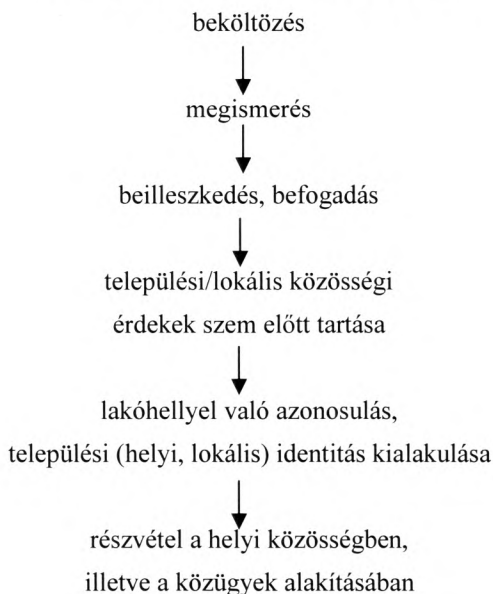 beköltözés
megismerés
beilleszkedés, befogadás
települési/lokális közösségi
érdekek szem előtt tartása
lakóhellyel való azonosulás,
települési (helyi, lokális) identitás kialakulása
részvétel a helyi közösségben,
illetve a közügyek alakításában